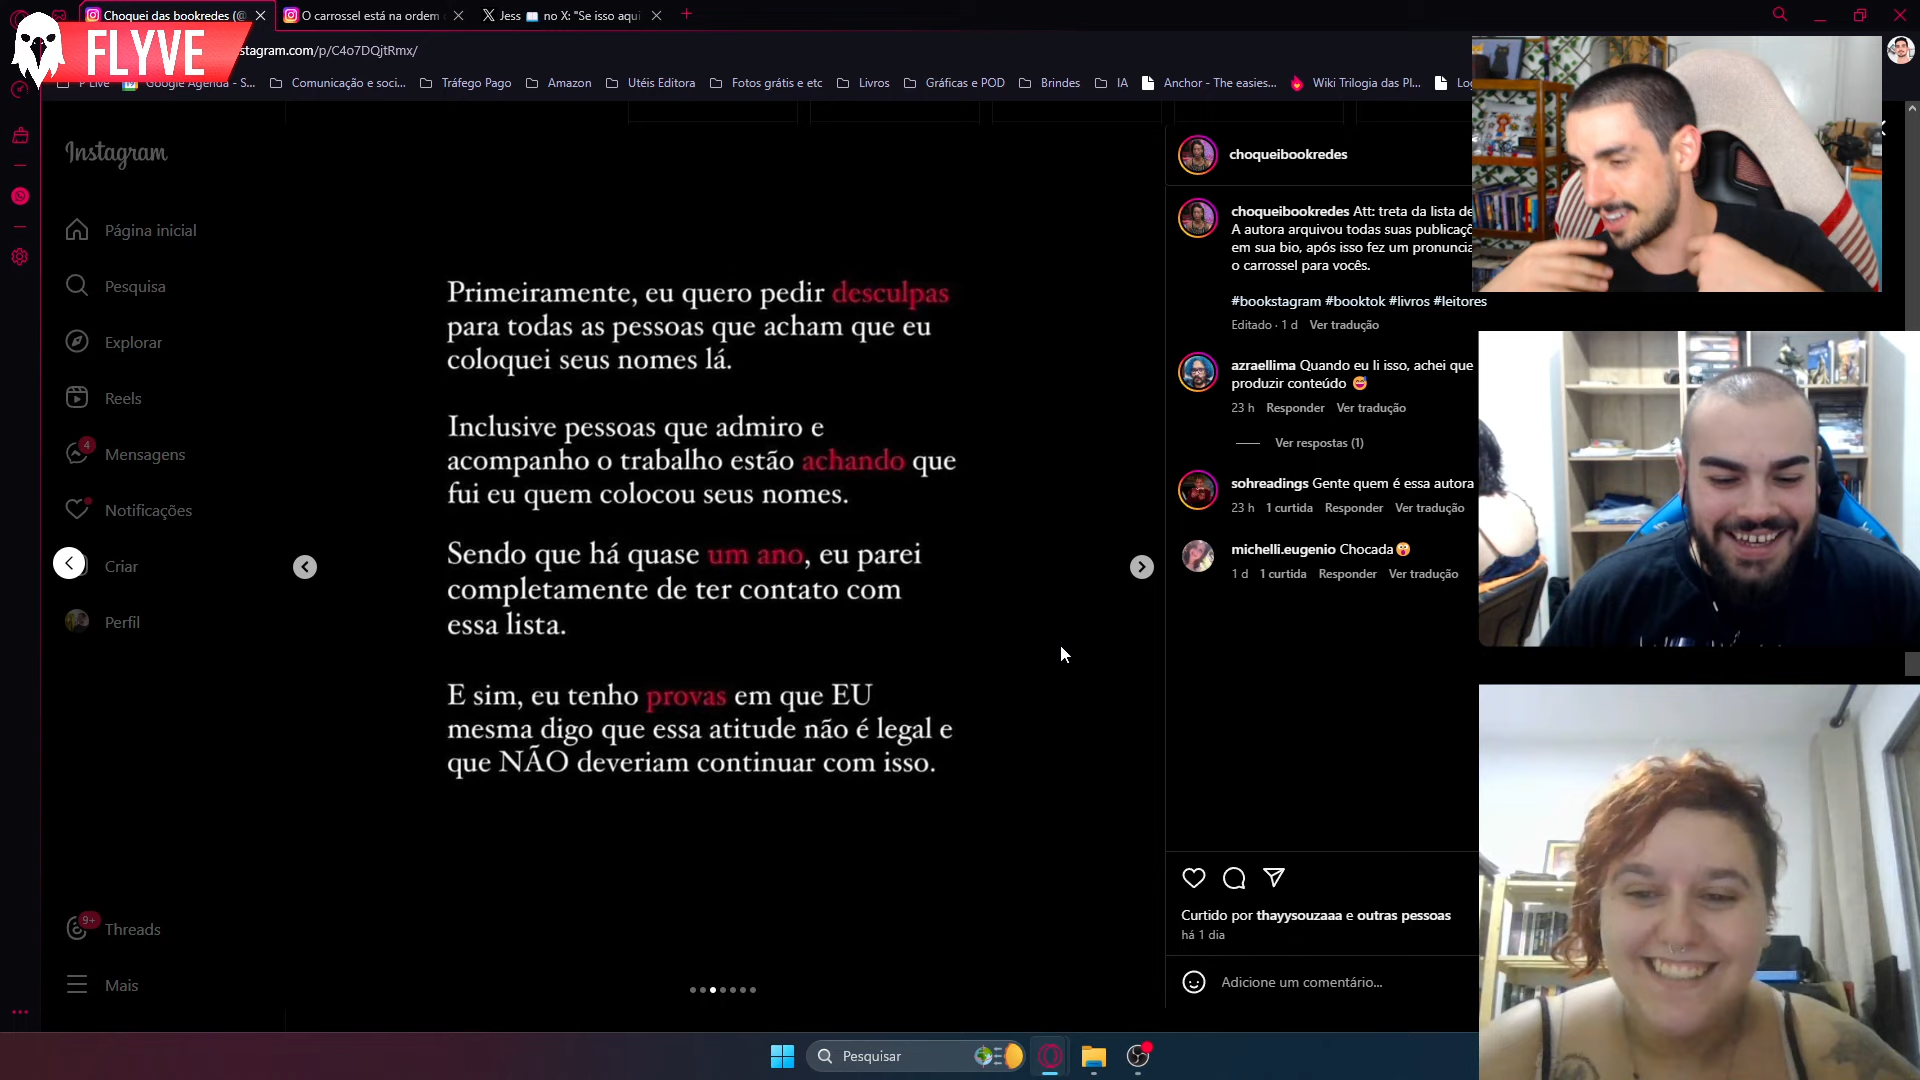 Choquei das bookredes (@
O carrossel está na ordem
Jess no X: "Se isso aqui
FLYVE
stagram.com/p/C4o7DQjtRmx/
P Live
Google Agenda - S...
Comunicação e soci...
Tráfego Pago
Amazon
Utéis Editora
Fotos grátis e etc
Livros
Gráficas e POD
Brindes
IA
Anchor - The easies...
Wiki Trilogia das Pl...
Instagram
Página inicial
Pesquisa
Explorar
Reels
4
Mensagens
Notificações
Criar
Perfil
9+
Threads
Mais
Primeiramente, eu quero pedir desculpas
para todas as pessoas que acham que eu
coloquei seus nomes lá.
Inclusive pessoas que admiro e
acompanho o trabalho estão achando que
fui eu quem colocou seus nomes.
Sendo que há quase um ano, eu parei
completamente de ter contato com
essa lista.
E sim, eu tenho provas em que EU
mesma digo que essa atitude não é legal e
que NÃO deveriam continuar com isso.
choqueibookredes
choqueibookredes Att: treta da lista de
A autora arquivou todas suas
em sua bio, após isso fez um
o carrossel para vocês.
#bookstagram #booktok #livros #leitores
Editado · 1 d Ver tradução
azraellima Quando eu li isso, achei que
produzir conteúdo 😅
23 h Responder Ver tradução
Ver respostas (1)
sohreadings Gente quem é essa autora
23 h 1 curtida Responder Ver tradução
michelli.eugenio Chocada😱
1 d 1 curtida Responder Ver tradução
Curtido por thayysouzaaa e outras pessoas
há 1 dia
Adicione um comentário...
Pesquisar